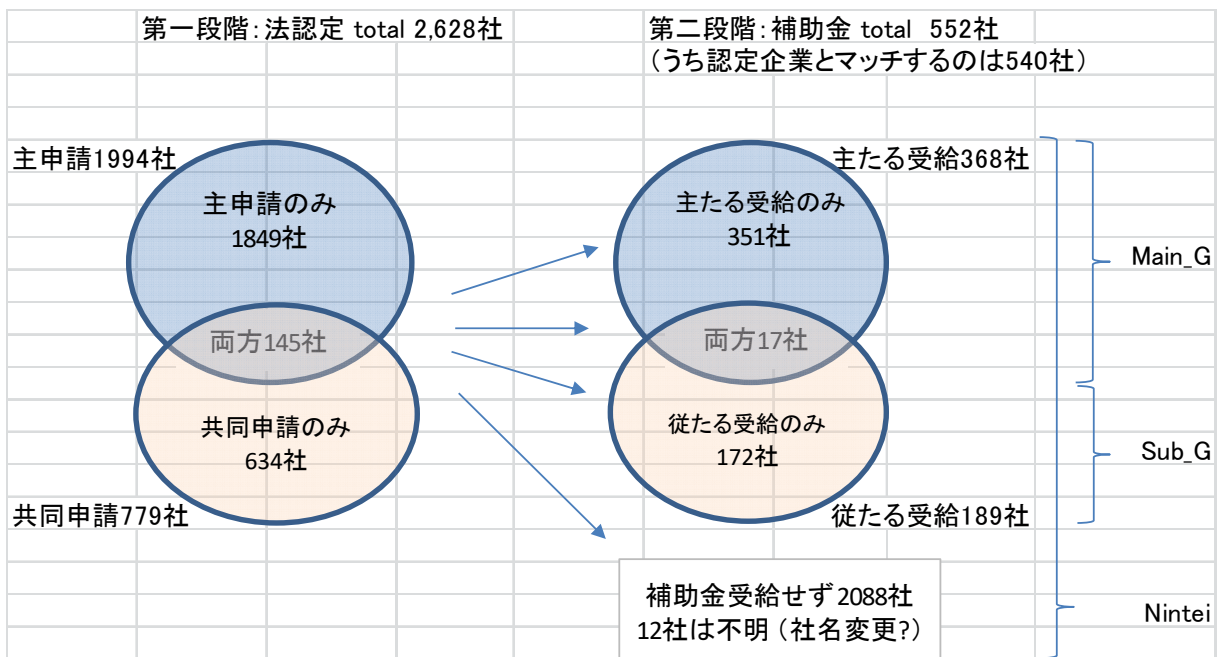 第一段階：法認定 total 2,628社
第二段階：補助金 total 552社
（うち認定企業とマッチするのは540社）
主申請1994社
主申請のみ
1849社
両方145社
共同申請のみ
634社
共同申請779社
主たる受給368社
主たる受給のみ
351社
両方17社
従たる受給のみ
172社
従たる受給189社
Main_G
Sub_G
Nintei
補助金受給せず2088社
12社は不明（社名変更?）